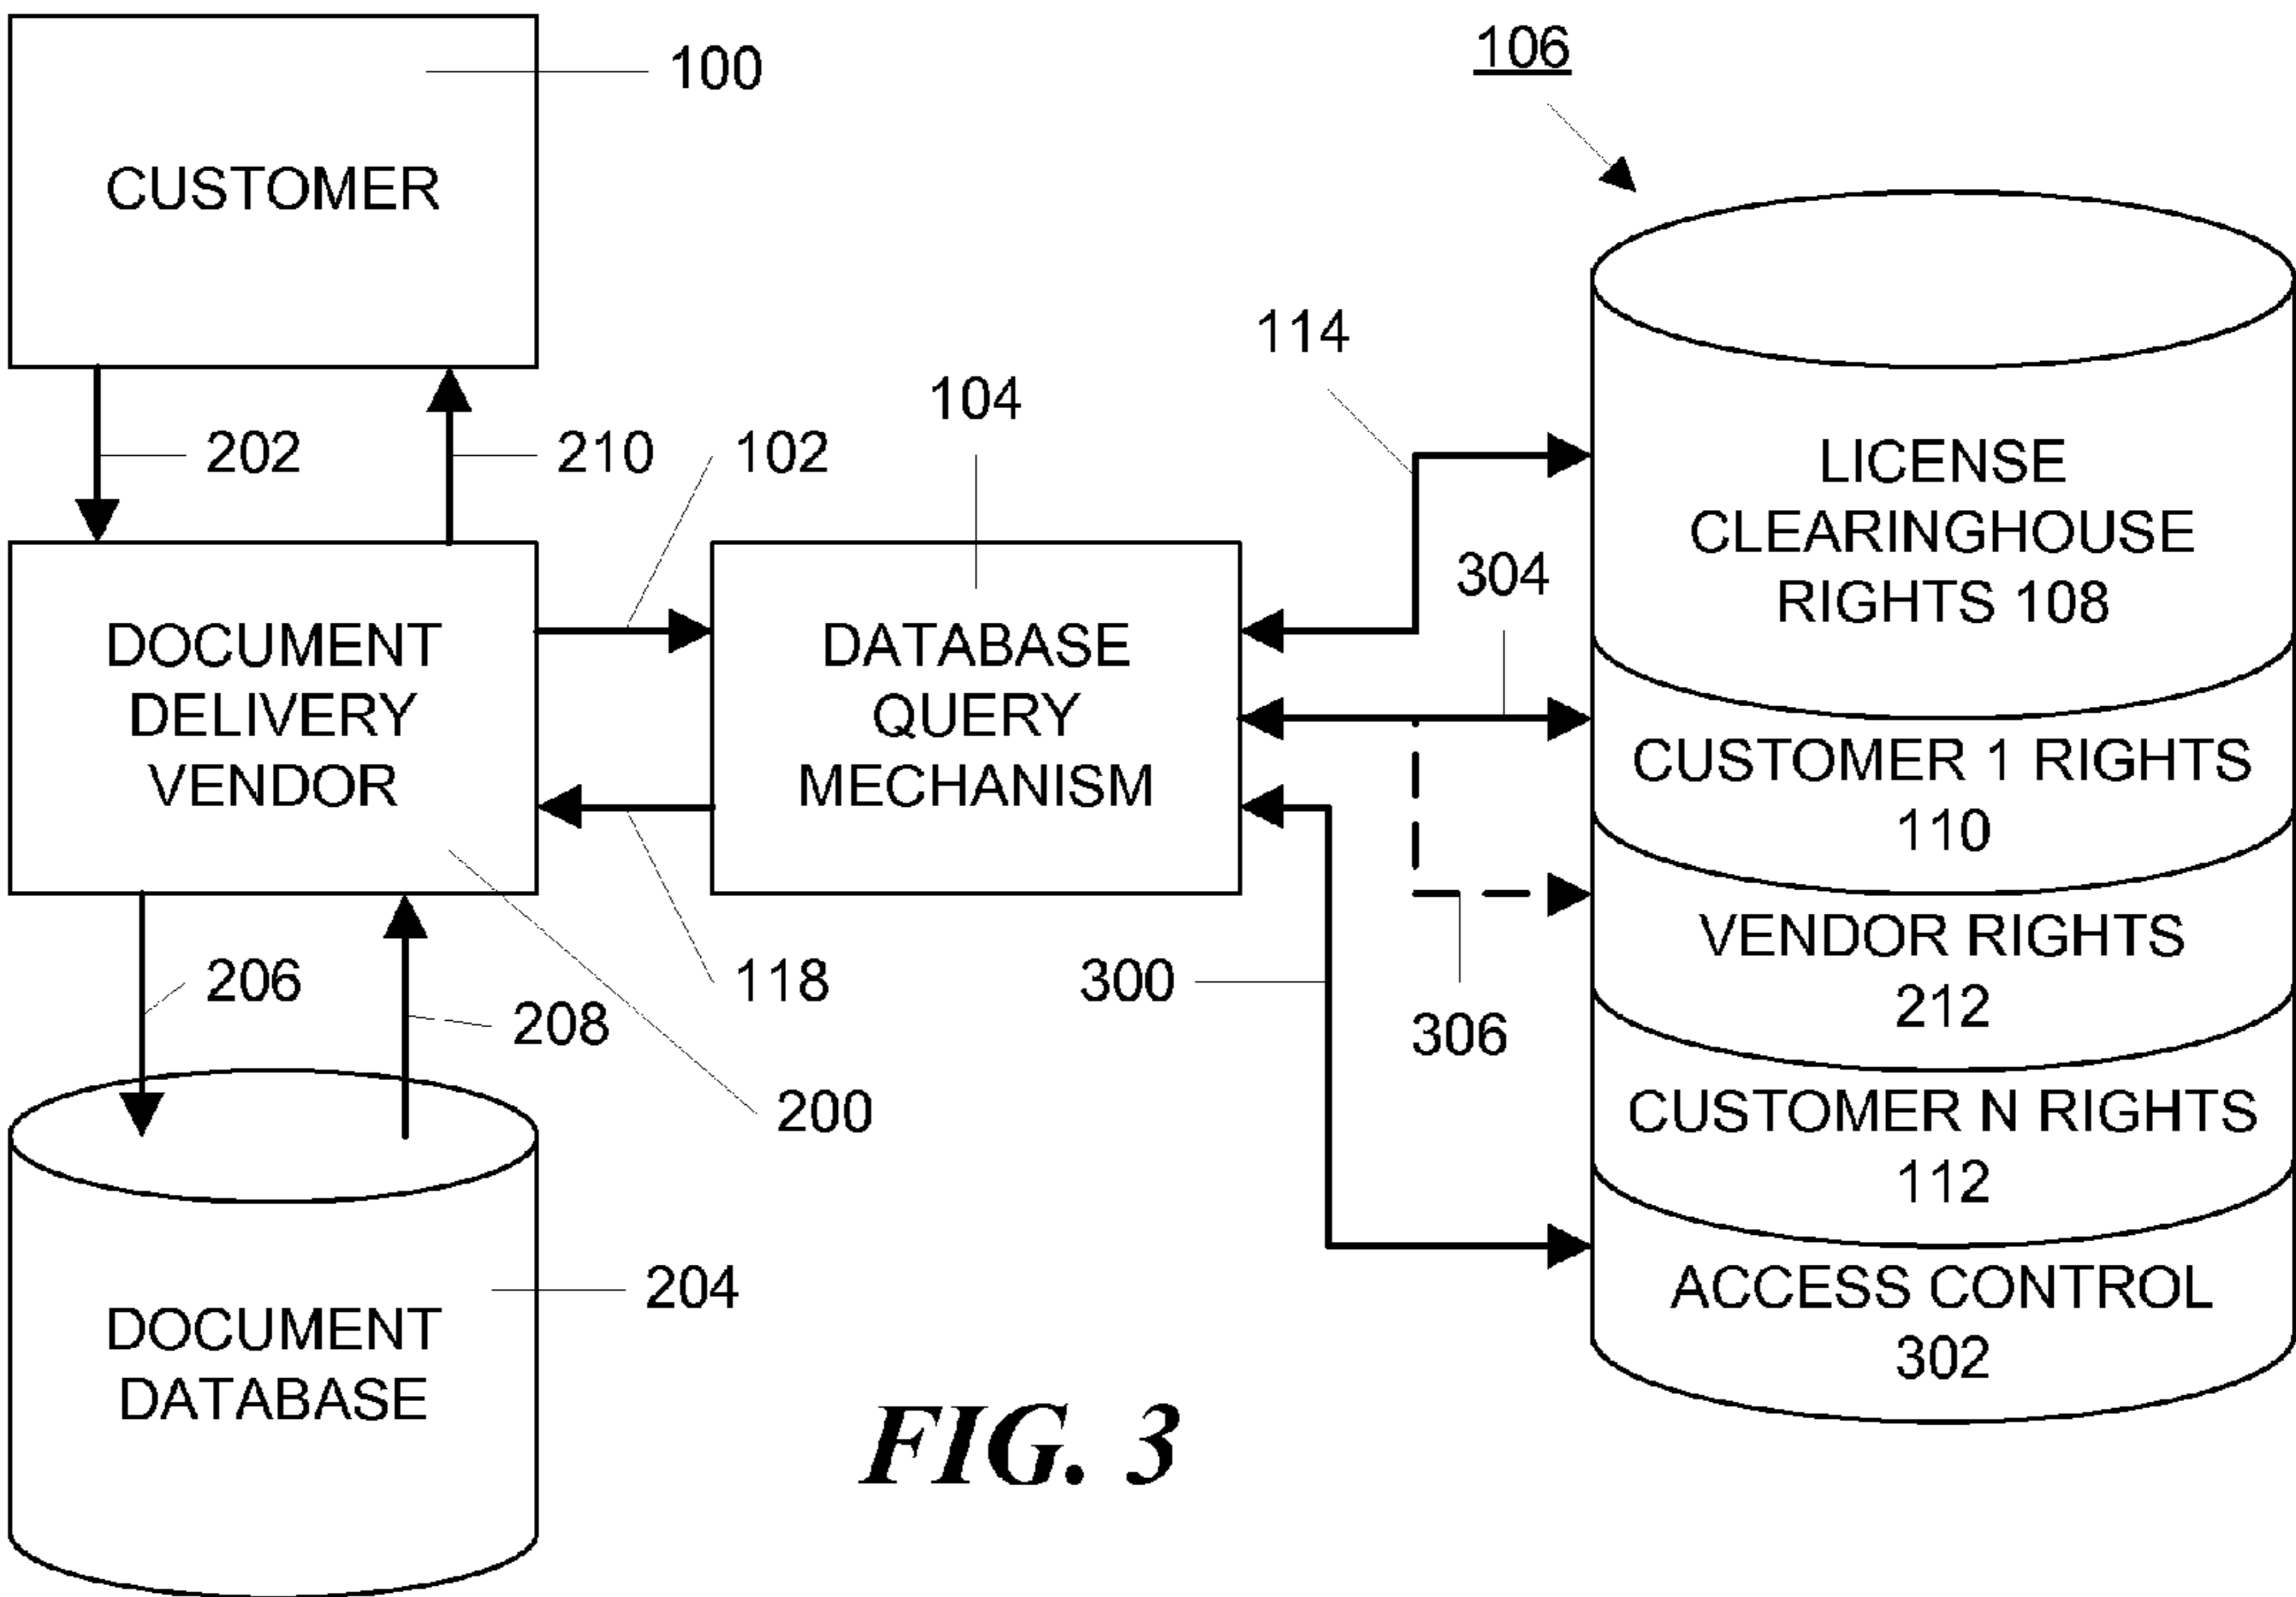 100
106
CUSTOMER
114
104
202
210
102
LICENSE
CLEARINGHOUSE
RIGHTS 108
304
DOCUMENT
DELIVERY
VENDOR
DATABASE
QUERY
MECHANISM
CUSTOMER 1 RIGHTS
110
VENDOR RIGHTS
212
206
208
118
300
306
200
CUSTOMER N RIGHTS
112
204
ACCESS CONTROL
302
DOCUMENT
DATABASE
FIG. 3